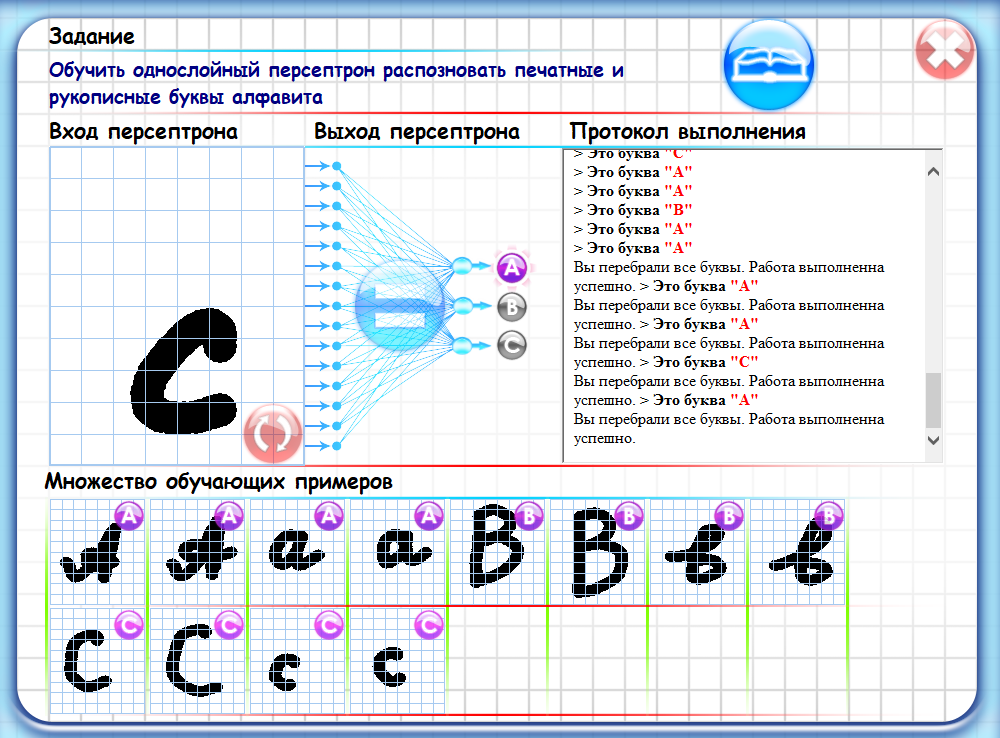 Задание
Обучить однослойный персептрон распозновать печатные и
рукописные буквы алфавита
Вход персептрона
Выход персептрона
Протокол выполнения
> Это буква "C"
> Это буква "A"
> Это буква "A"
> Это буква "B"
> Это буква "A"
> Это буква "A"
Вы перебрали все буквы. Работа выполненна
успешно. > Это буква "A"
Вы перебрали все буквы. Работа выполненна
успешно. > Это буква "A"
Вы перебрали все буквы. Работа выполненна
успешно. > Это буква "C"
Вы перебрали все буквы. Работа выполненна
успешно. > Это буква "A"
Вы перебрали все буквы. Работа выполненна
успешно.
A
B
C
C
Множество обучающих примеров
A A A A B B B B
A A a a B B в в
C C C C
C C c c